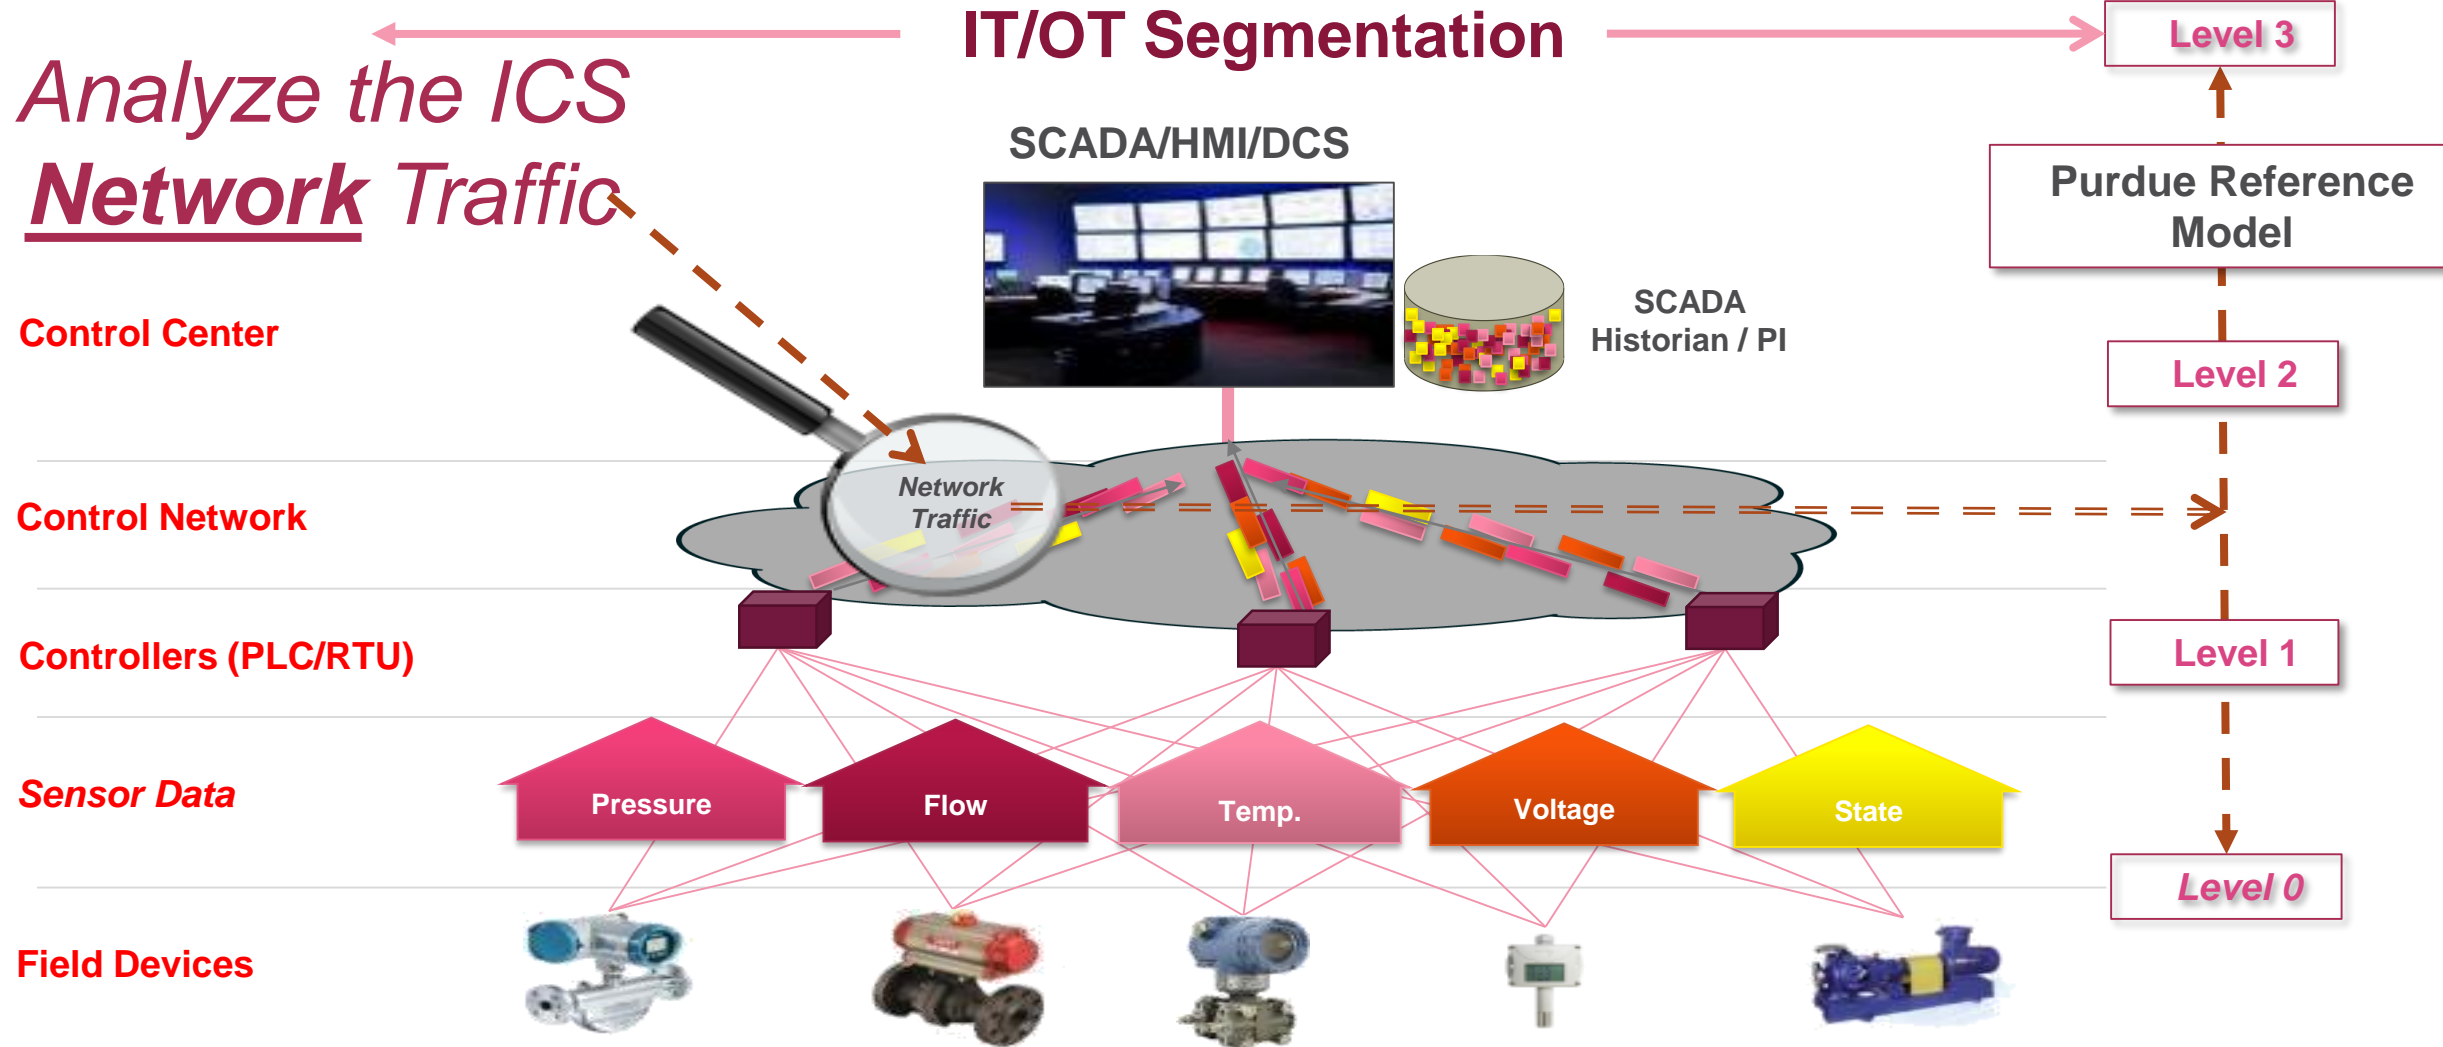 IT/OT Segmentation
Level 3
Analyze the ICS
Network Traffic
SCADA/HMI/DCS
Purdue Reference
Model
SCADA
Historian / PI
Control Center
Level 2
Network
Traffic
Control Network
Controllers (PLC/RTU)
Level 1
Sensor Data
Pressure
Flow
Temp.
Voltage
State
Level 0
Field Devices